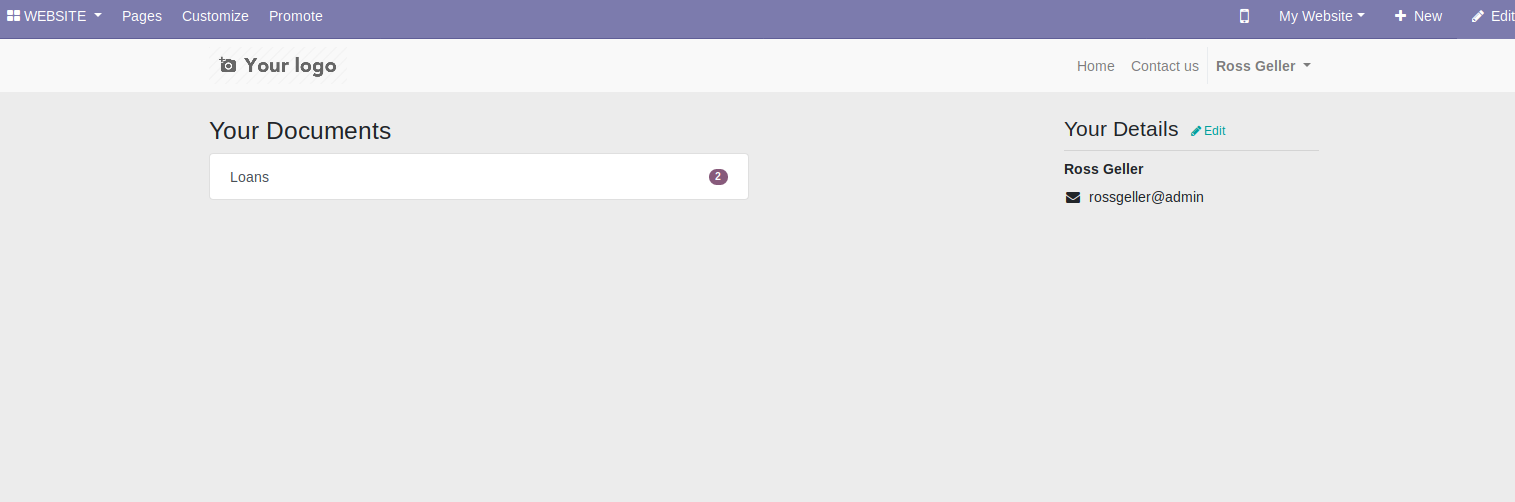 WEBSITE Pages Customize Promote My Website New Edit
Your logo Home Contact us Ross Geller
Your Documents
Loans 2
Your Details Edit
Ross Geller
rossgeller@admin